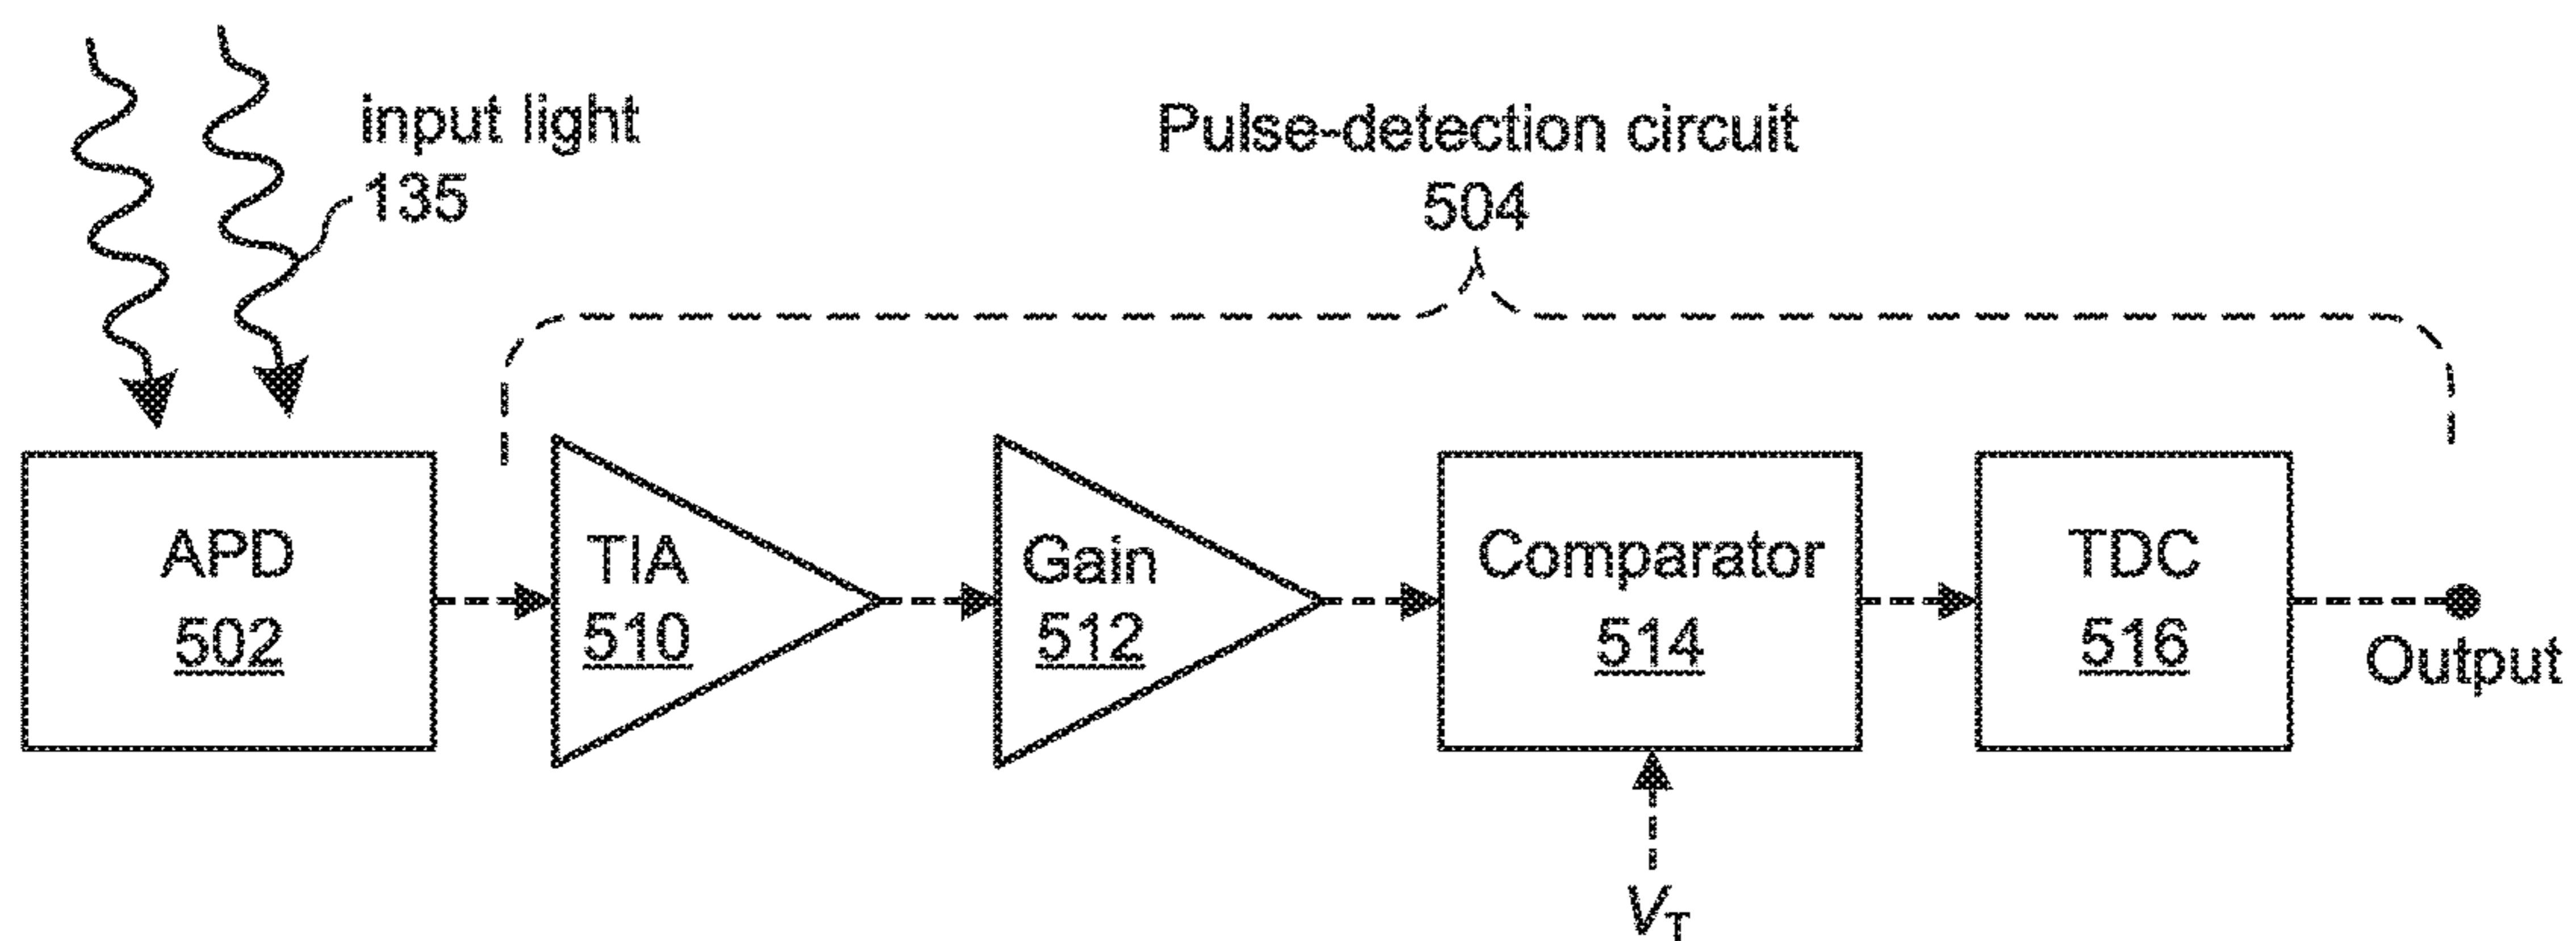 input light
135
Pulse-detection circuit
504
APD
502
TIA
510
Gain
512
Comparator
514
TDC
516
Output
VT